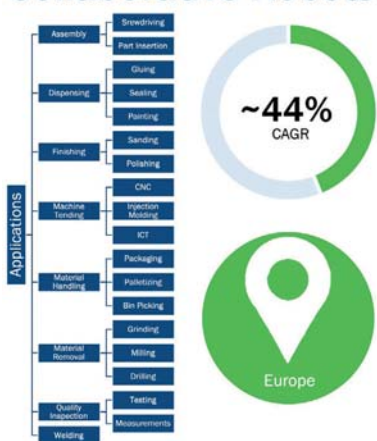 Applications
Assembly
Srewdriving
Part Insertion
Dispensing
Gluing
Sealing
Painting
Finishing
Sanding
Polishing
Machine
Tending
CNC
Injection
Molding
ICT
Material
Handling
Packaging
Palletizing
Bin Picking
Material
Removal
Grinding
Milling
Drilling
Quality
Inspection
Testing
Measurements
Welding
~44%
CAGR
Europe